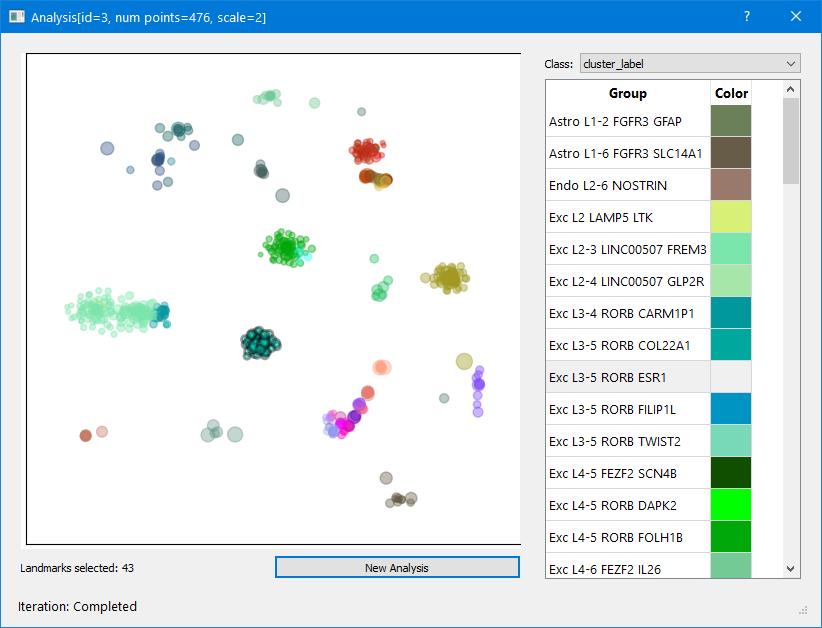 Analysis[id=3, num points=476, scale=2]
?
Class: cluster_label
Group Color
Astro L1-2 FGFR3 GFAP
Astro L1-6 FGFR3 SLC14A1
Endo L2-6 NOSTRIN
Exc L2 LAMP5 LTK
Exc L2-3 LINC00507 FREM3
Exc L2-4 LINC00507 GLP2R
Exc L3-4 RORB CARM1P1
Exc L3-5 RORB COL22A1
Exc L3-5 RORB ESR1
Exc L3-5 RORB FILIP1L
Exc L3-5 RORB TWIST2
Exc L4-5 FEZF2 SCN4B
Exc L4-5 RORB DAPK2
Exc L4-5 RORB FOLH1B
Exc L4-6 FEZF2 IL26
Landmarks selected: 43
New Analysis
Iteration: Completed